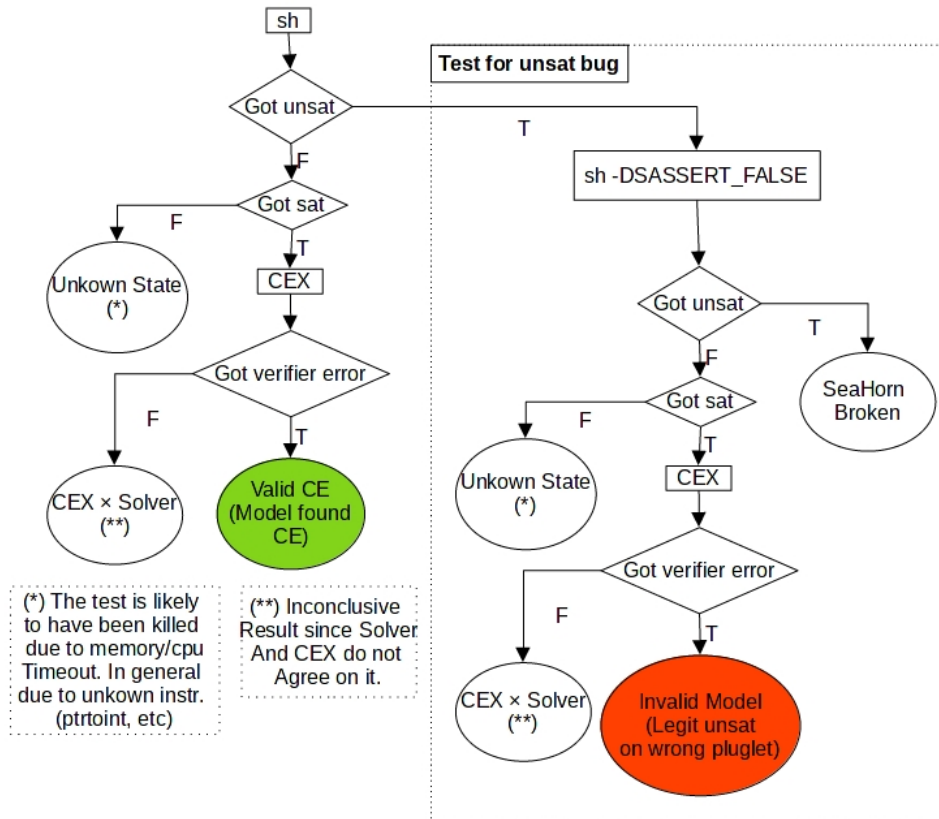 sh
Test for unsat bug
Got unsat
T
F
sh -DSASSERT_FALSE
Got sat
F
T
Unkown State
(*)
CEX
Got unsat
T
F
Got verifier error
F
T
SeaHorn
Broken
Got sat
F
T
CEX × Solver
(**)
Valid CE
(Model found
CE)
Unkown State
(*)
CEX
Got verifier error
F
T
(*) The test is likely
to have been killed
due to memory/cpu
Timeout. In general
due to unkown instr.
(ptrtoint, etc)
(**) Inconclusive
Result since Solver
And CEX do not
Agree on it.
CEX × Solver
(**)
Invalid Model
(Legit unsat
on wrong pluglet)